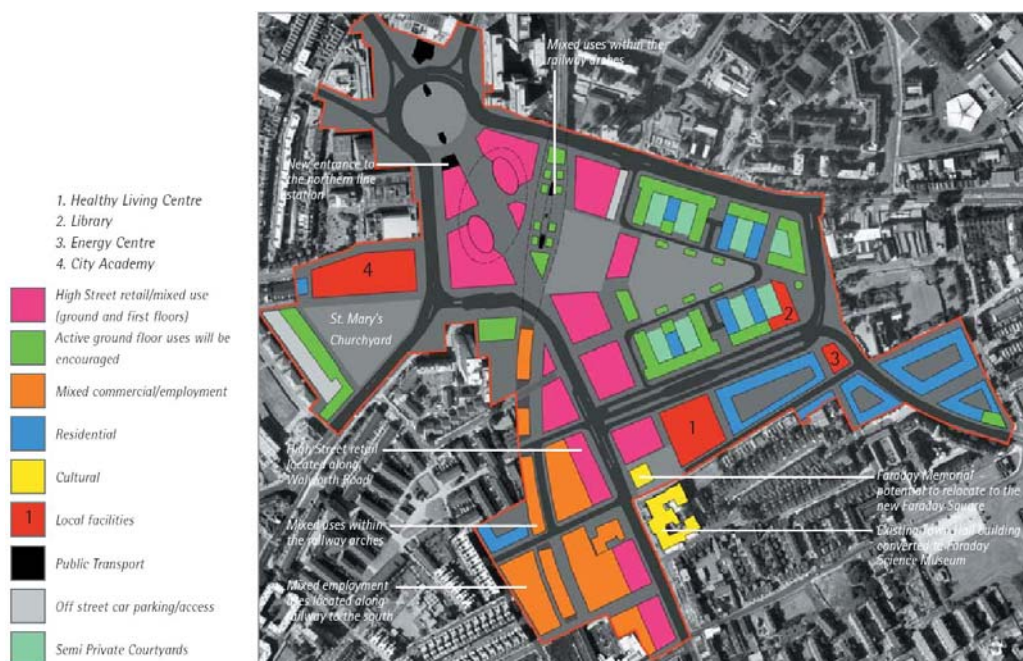 Mixed uses within the
railway arches
New entrance to
the northern line
station
1. Healthy Living Centre
2. Library
3. Energy Centre
4. City Academy
High Street retail/mixed use
(ground and first floors)
Active ground floor uses will be
encouraged
Mixed commercial/employment
Residential
Cultural
1
Local facilities
Public Transport
Off street car parking/access
Semi Private Courtyards
4
St. Mary's
Churchyard
2
3
1
High Street retail
located along
Walworth Road
Mixed uses within
the railway arches
Mixed employment
uses located along
railway to the south
Faraday Memorial –
potential to relocate to the
new Faraday Square
Existing Town Hall Building
converted to Faraday
Science Museum